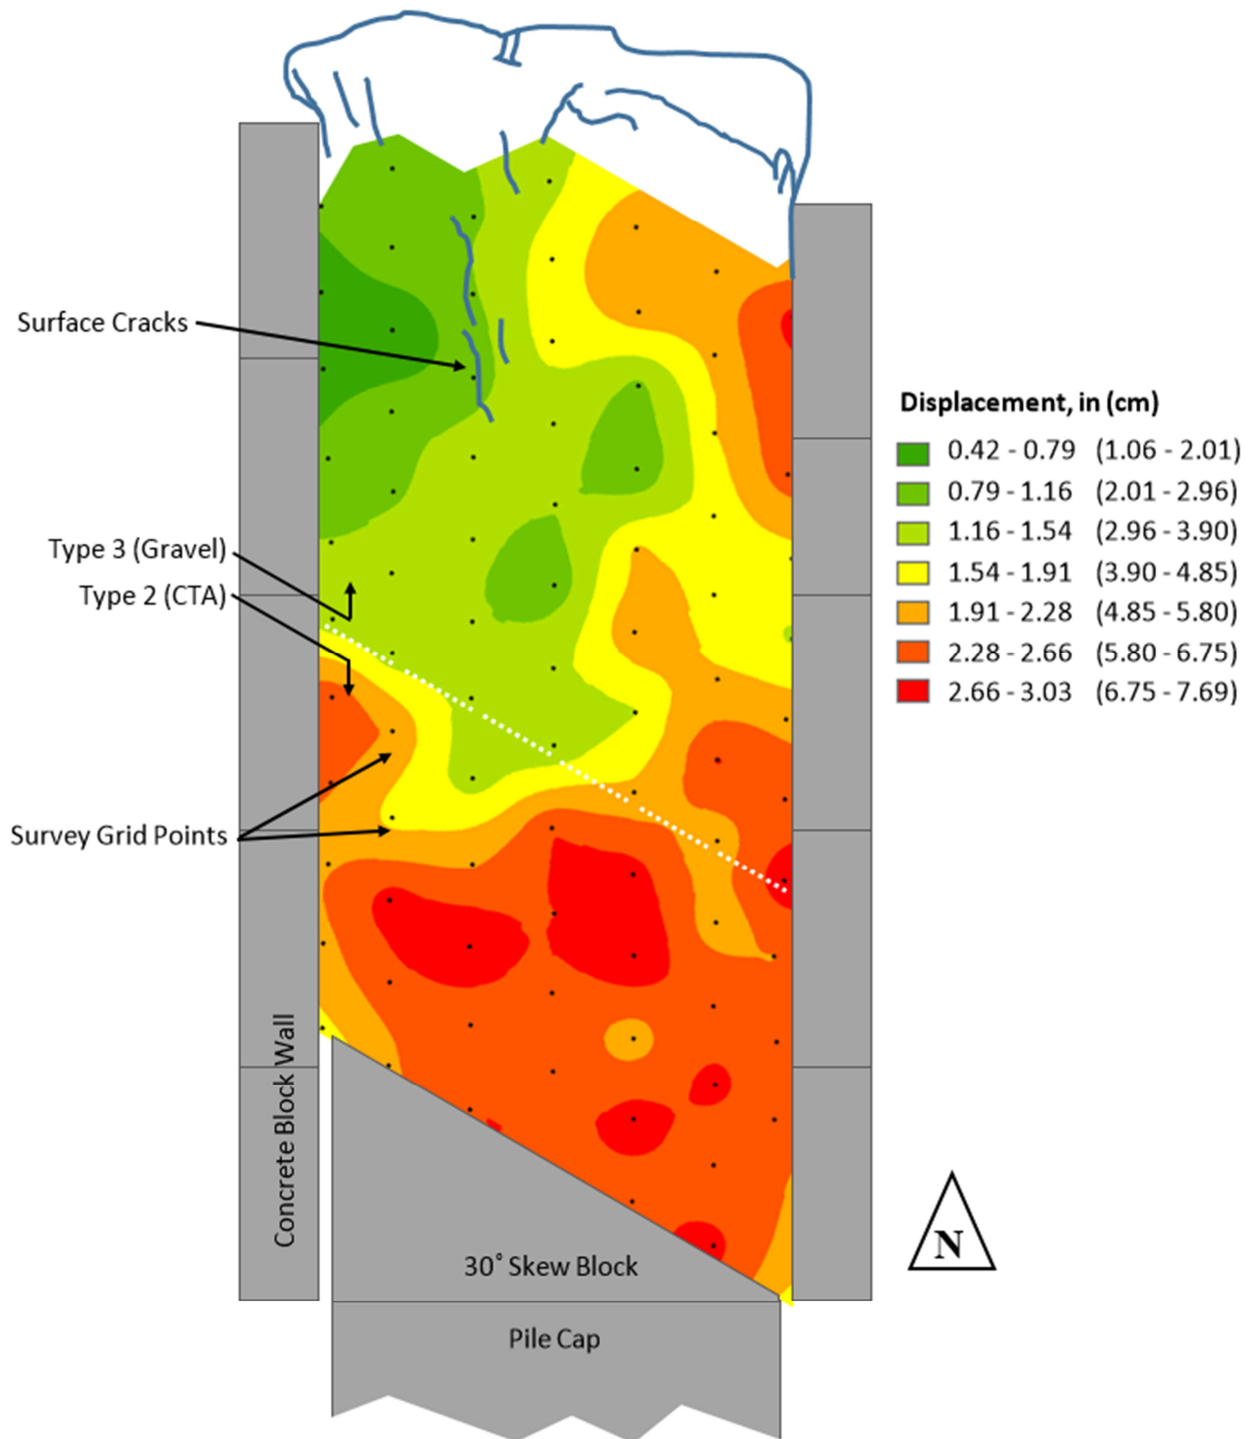 Surface Cracks
Type 3 (Gravel)
Type 2 (CTA)
Survey Grid Points
Concrete Block Wall
30° Skew Block
Pile Cap
Displacement, in (cm)
0.42 - 0.79 (1.06 - 2.01)
0.79 - 1.16 (2.01 - 2.96)
1.16 - 1.54 (2.96 - 3.90)
1.54 - 1.91 (3.90 - 4.85)
1.91 - 2.28 (4.85 - 5.80)
2.28 - 2.66 (5.80 - 6.75)
2.66 - 3.03 (6.75 - 7.69)
N